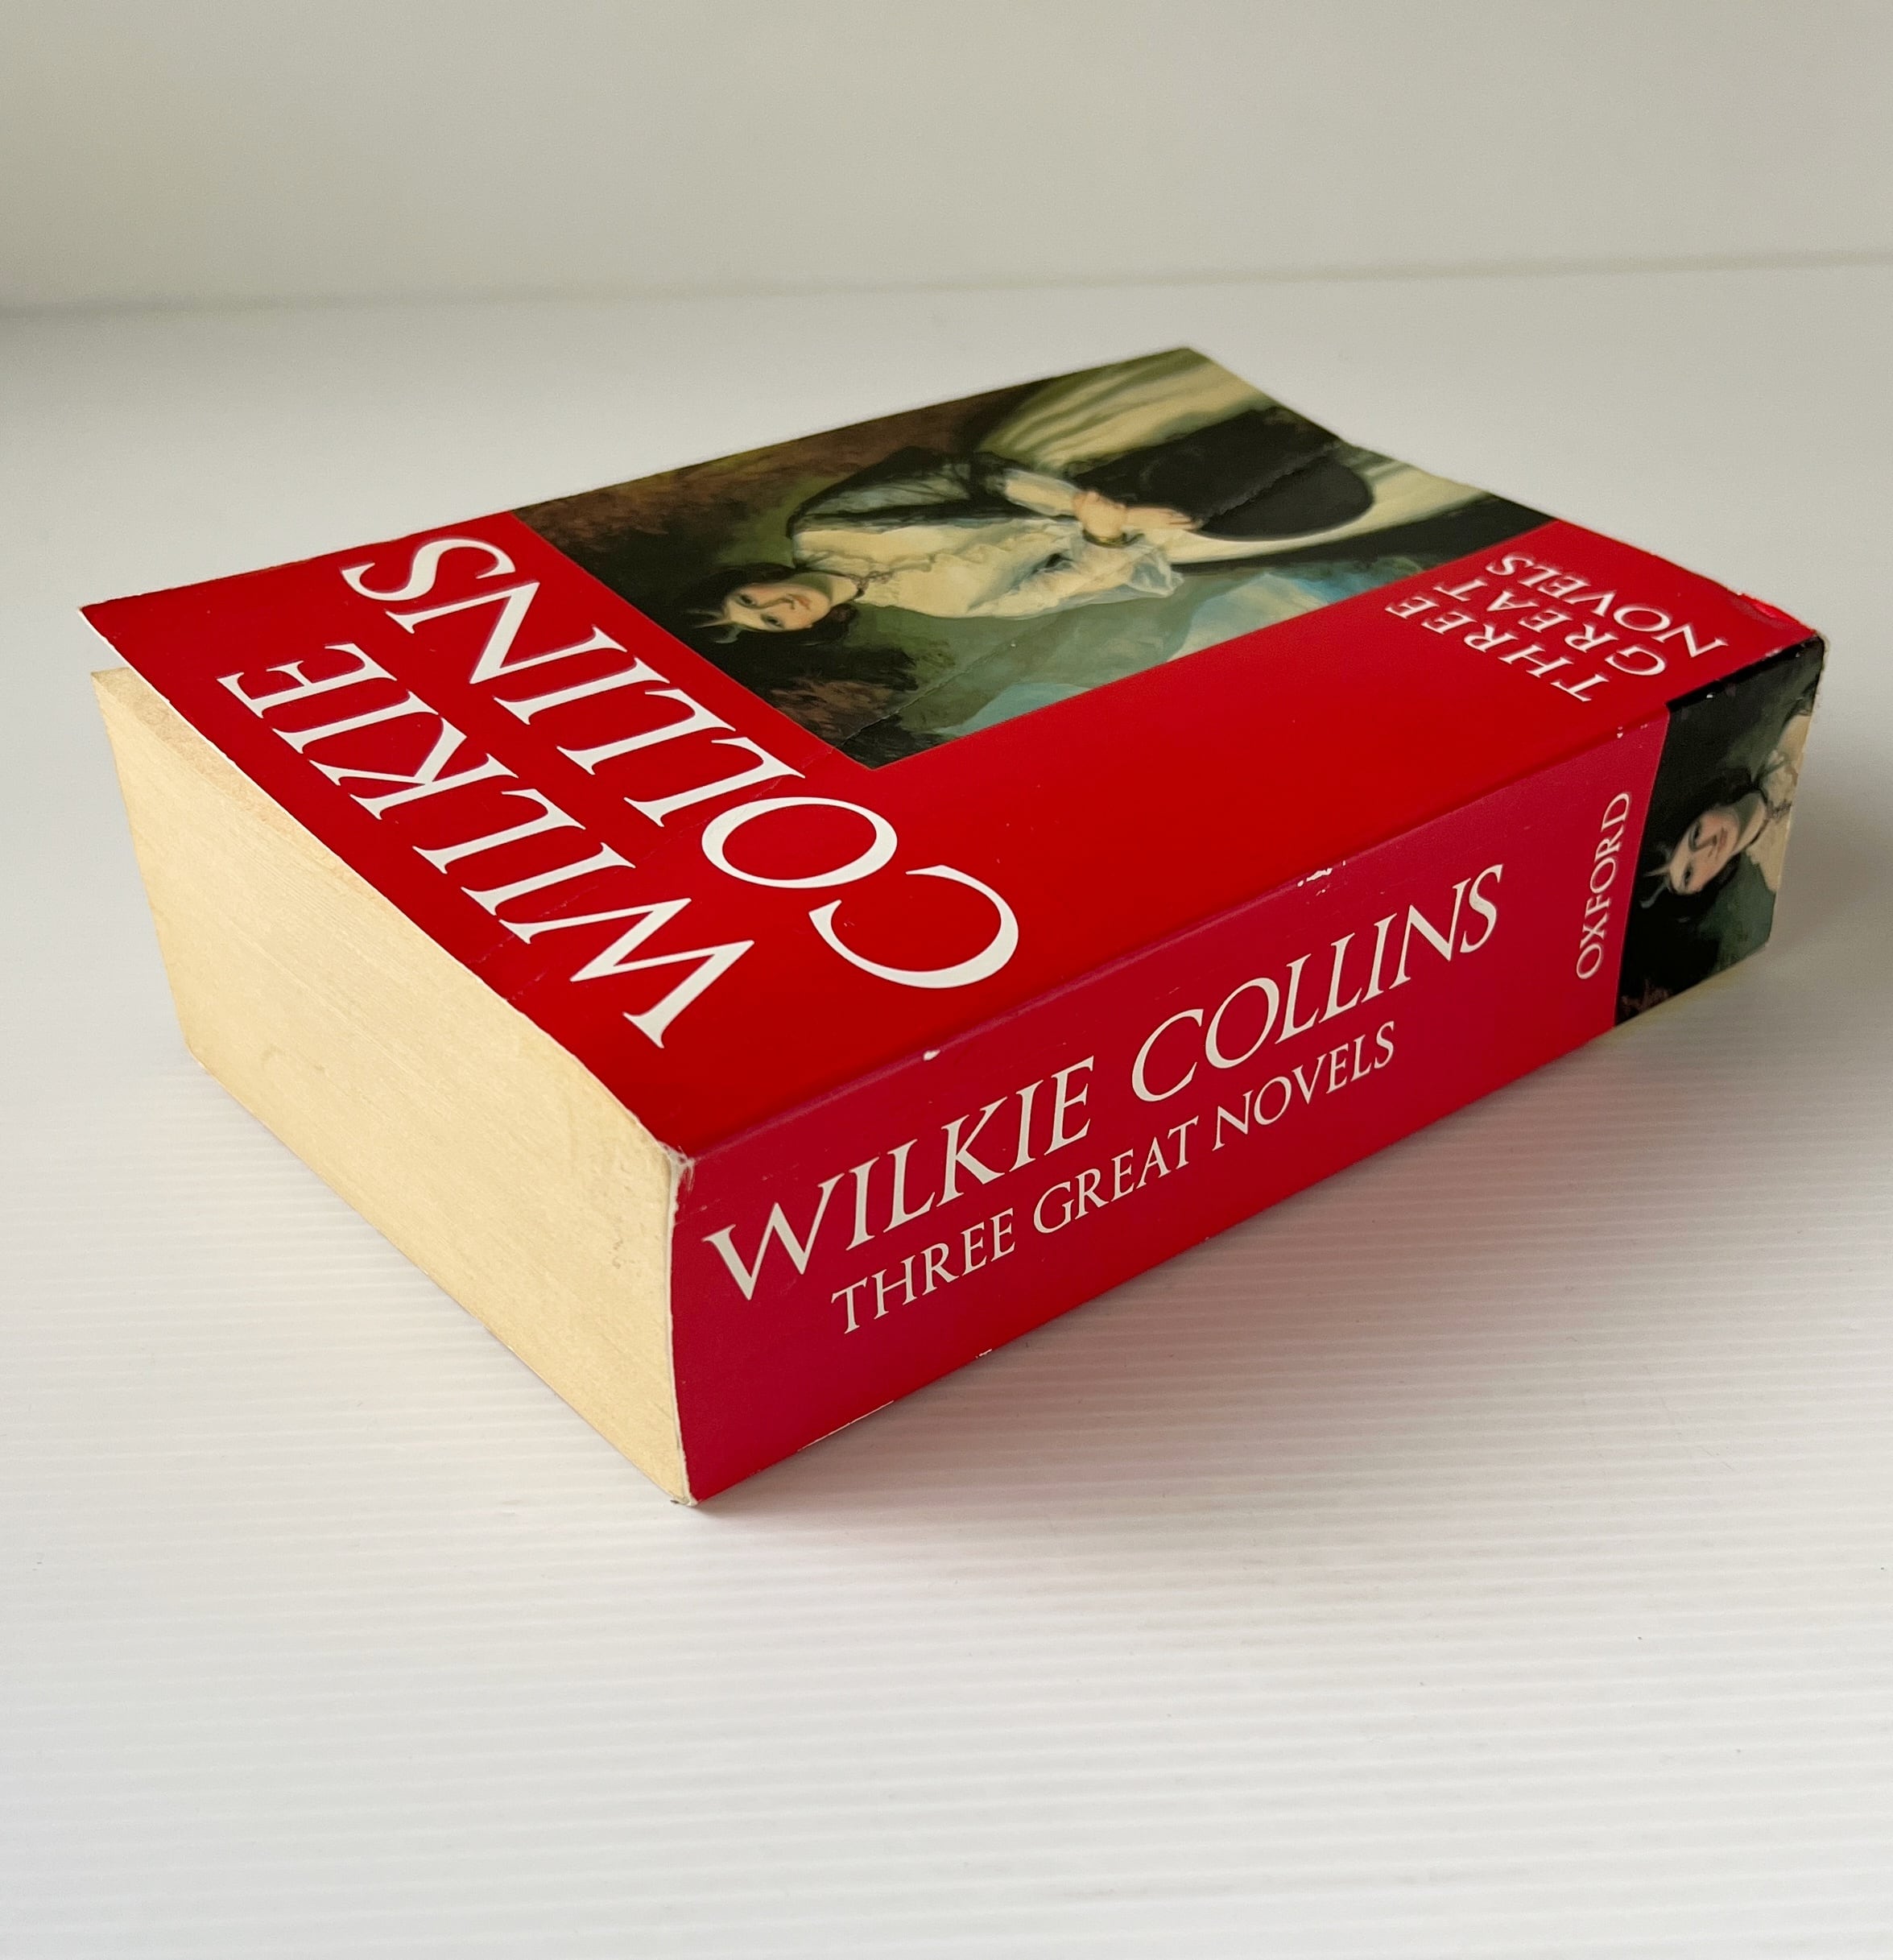 WILKIE
COLLINS
THREE
GREAT
NOVELS
WILKIE COLLINS
THREE GREAT NOVELS
OXFORD